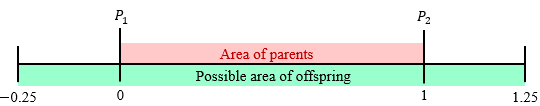 P₁ P₂
Area of parents
Possible area of offspring
−0.25 0 1 1.25